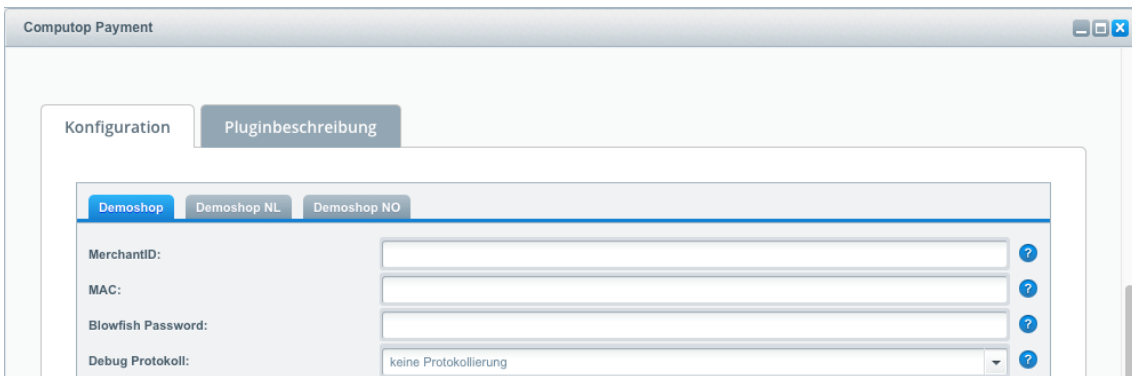 Computop Payment
Konfiguration Pluginbeschreibung
Demoshop Demoshop NL Demoshop NO
MerchantID:
MAC:
Blowfish Password:
Debug Protokoll: keine Protokollierung